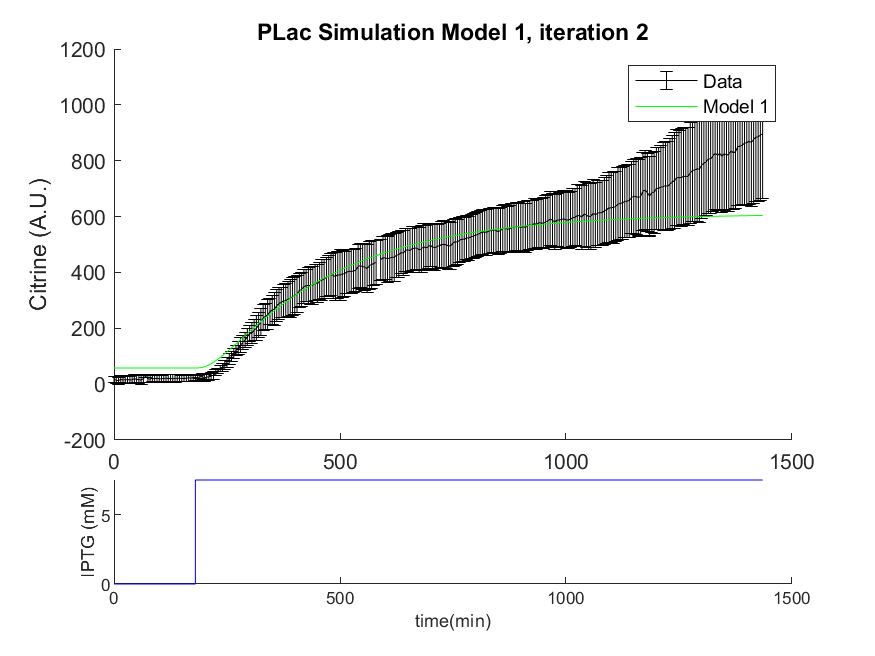 PLac Simulation Model 1, iteration 2
1200
1000
800
600
400
200
0
-200
Citrine (A.U.)
Data
Model 1
0 500 1000 1500
5
0
IPTG (mM)
0 500 1000 1500
time(min)